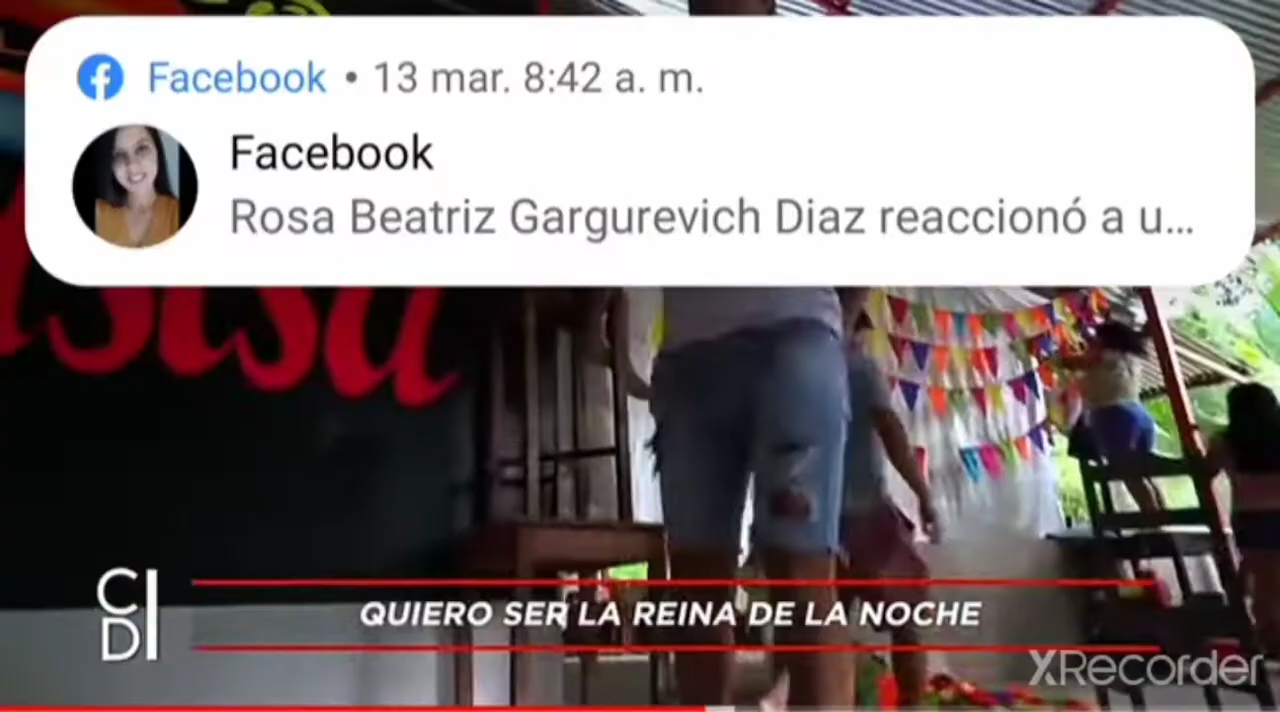 Facebook • 13 mar. 8:42 a. m.
Facebook
Rosa Beatriz Gargurevich Diaz reaccionó a u...
CDI
QUIERO SER LA REINA DE LA NOCHE
XRecorder